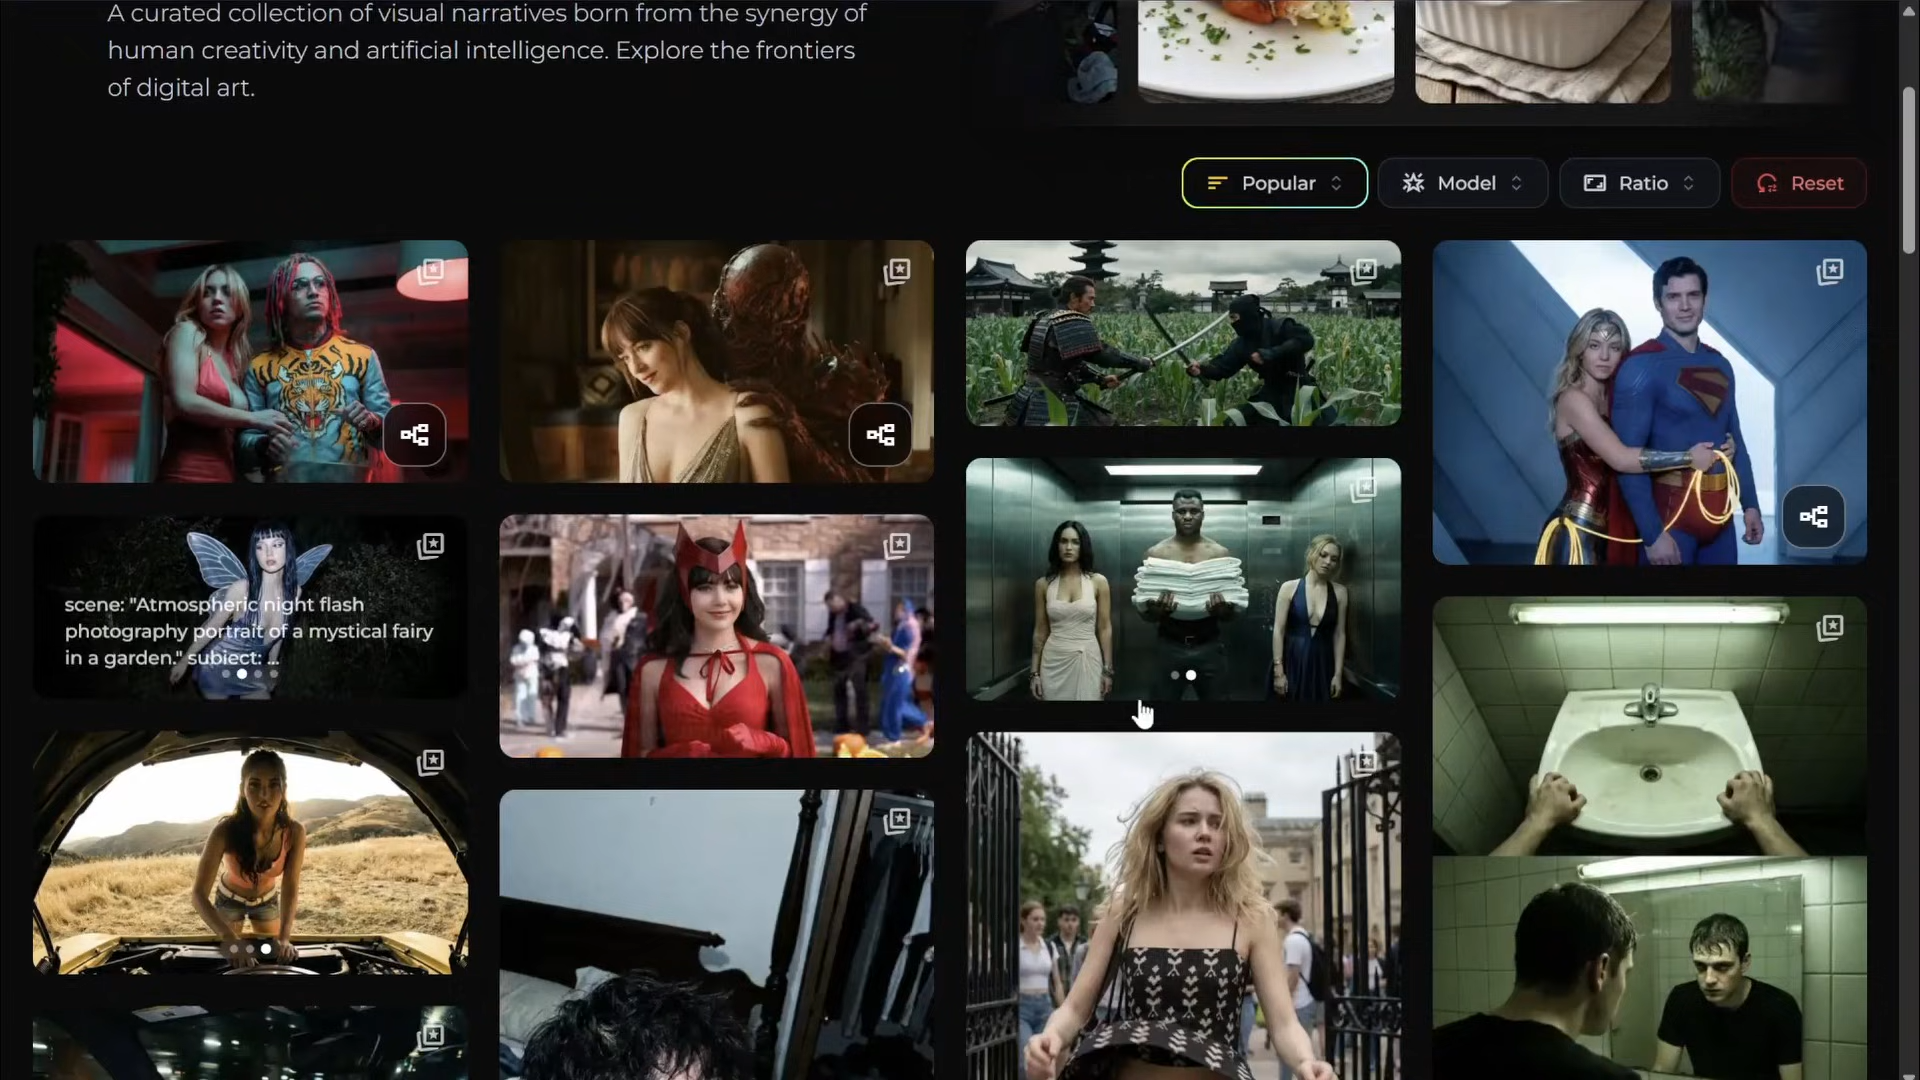 A curated collection of visual narratives born from the synergy of
human creativity and artificial intelligence. Explore the frontiers
of digital art.
Popular
Model
Ratio
Reset
scene: "Atmospheric night flash
photography portrait of a mystical fairy
in a garden." subject: ...